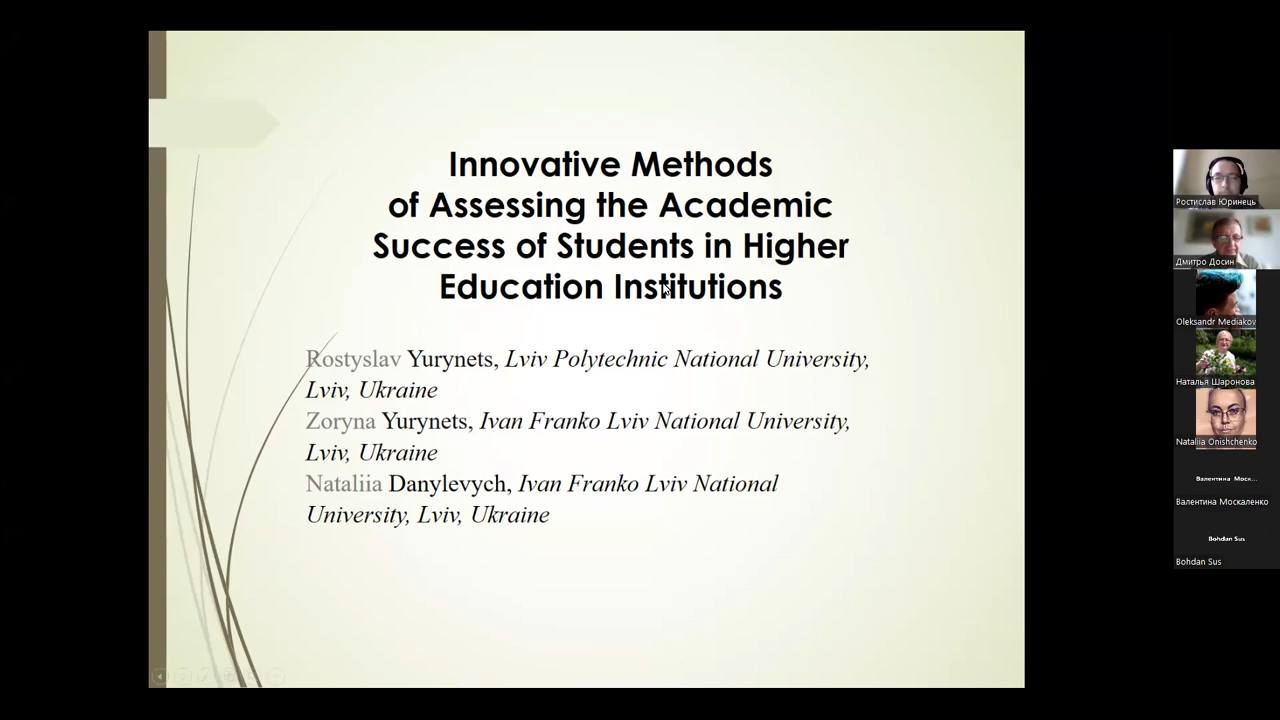 Innovative Methods
of Assessing the Academic
Success of Students in Higher
Education Institutions
Rostyslav Yurynets, Lviv Polytechnic National University,
Lviv, Ukraine
Zoryna Yurynets, Ivan Franko Lviv National University,
Lviv, Ukraine
Nataliia Danylevych, Ivan Franko Lviv National
University, Lviv, Ukraine
Ростислав Юринець
Дмитро Досин
Oleksandr Mediakov
Наталья Шаронова
Nataliia Onishchenko
Валентина Моск...
Валентина Москаленко
Bohdan Sus
Bohdan Sus